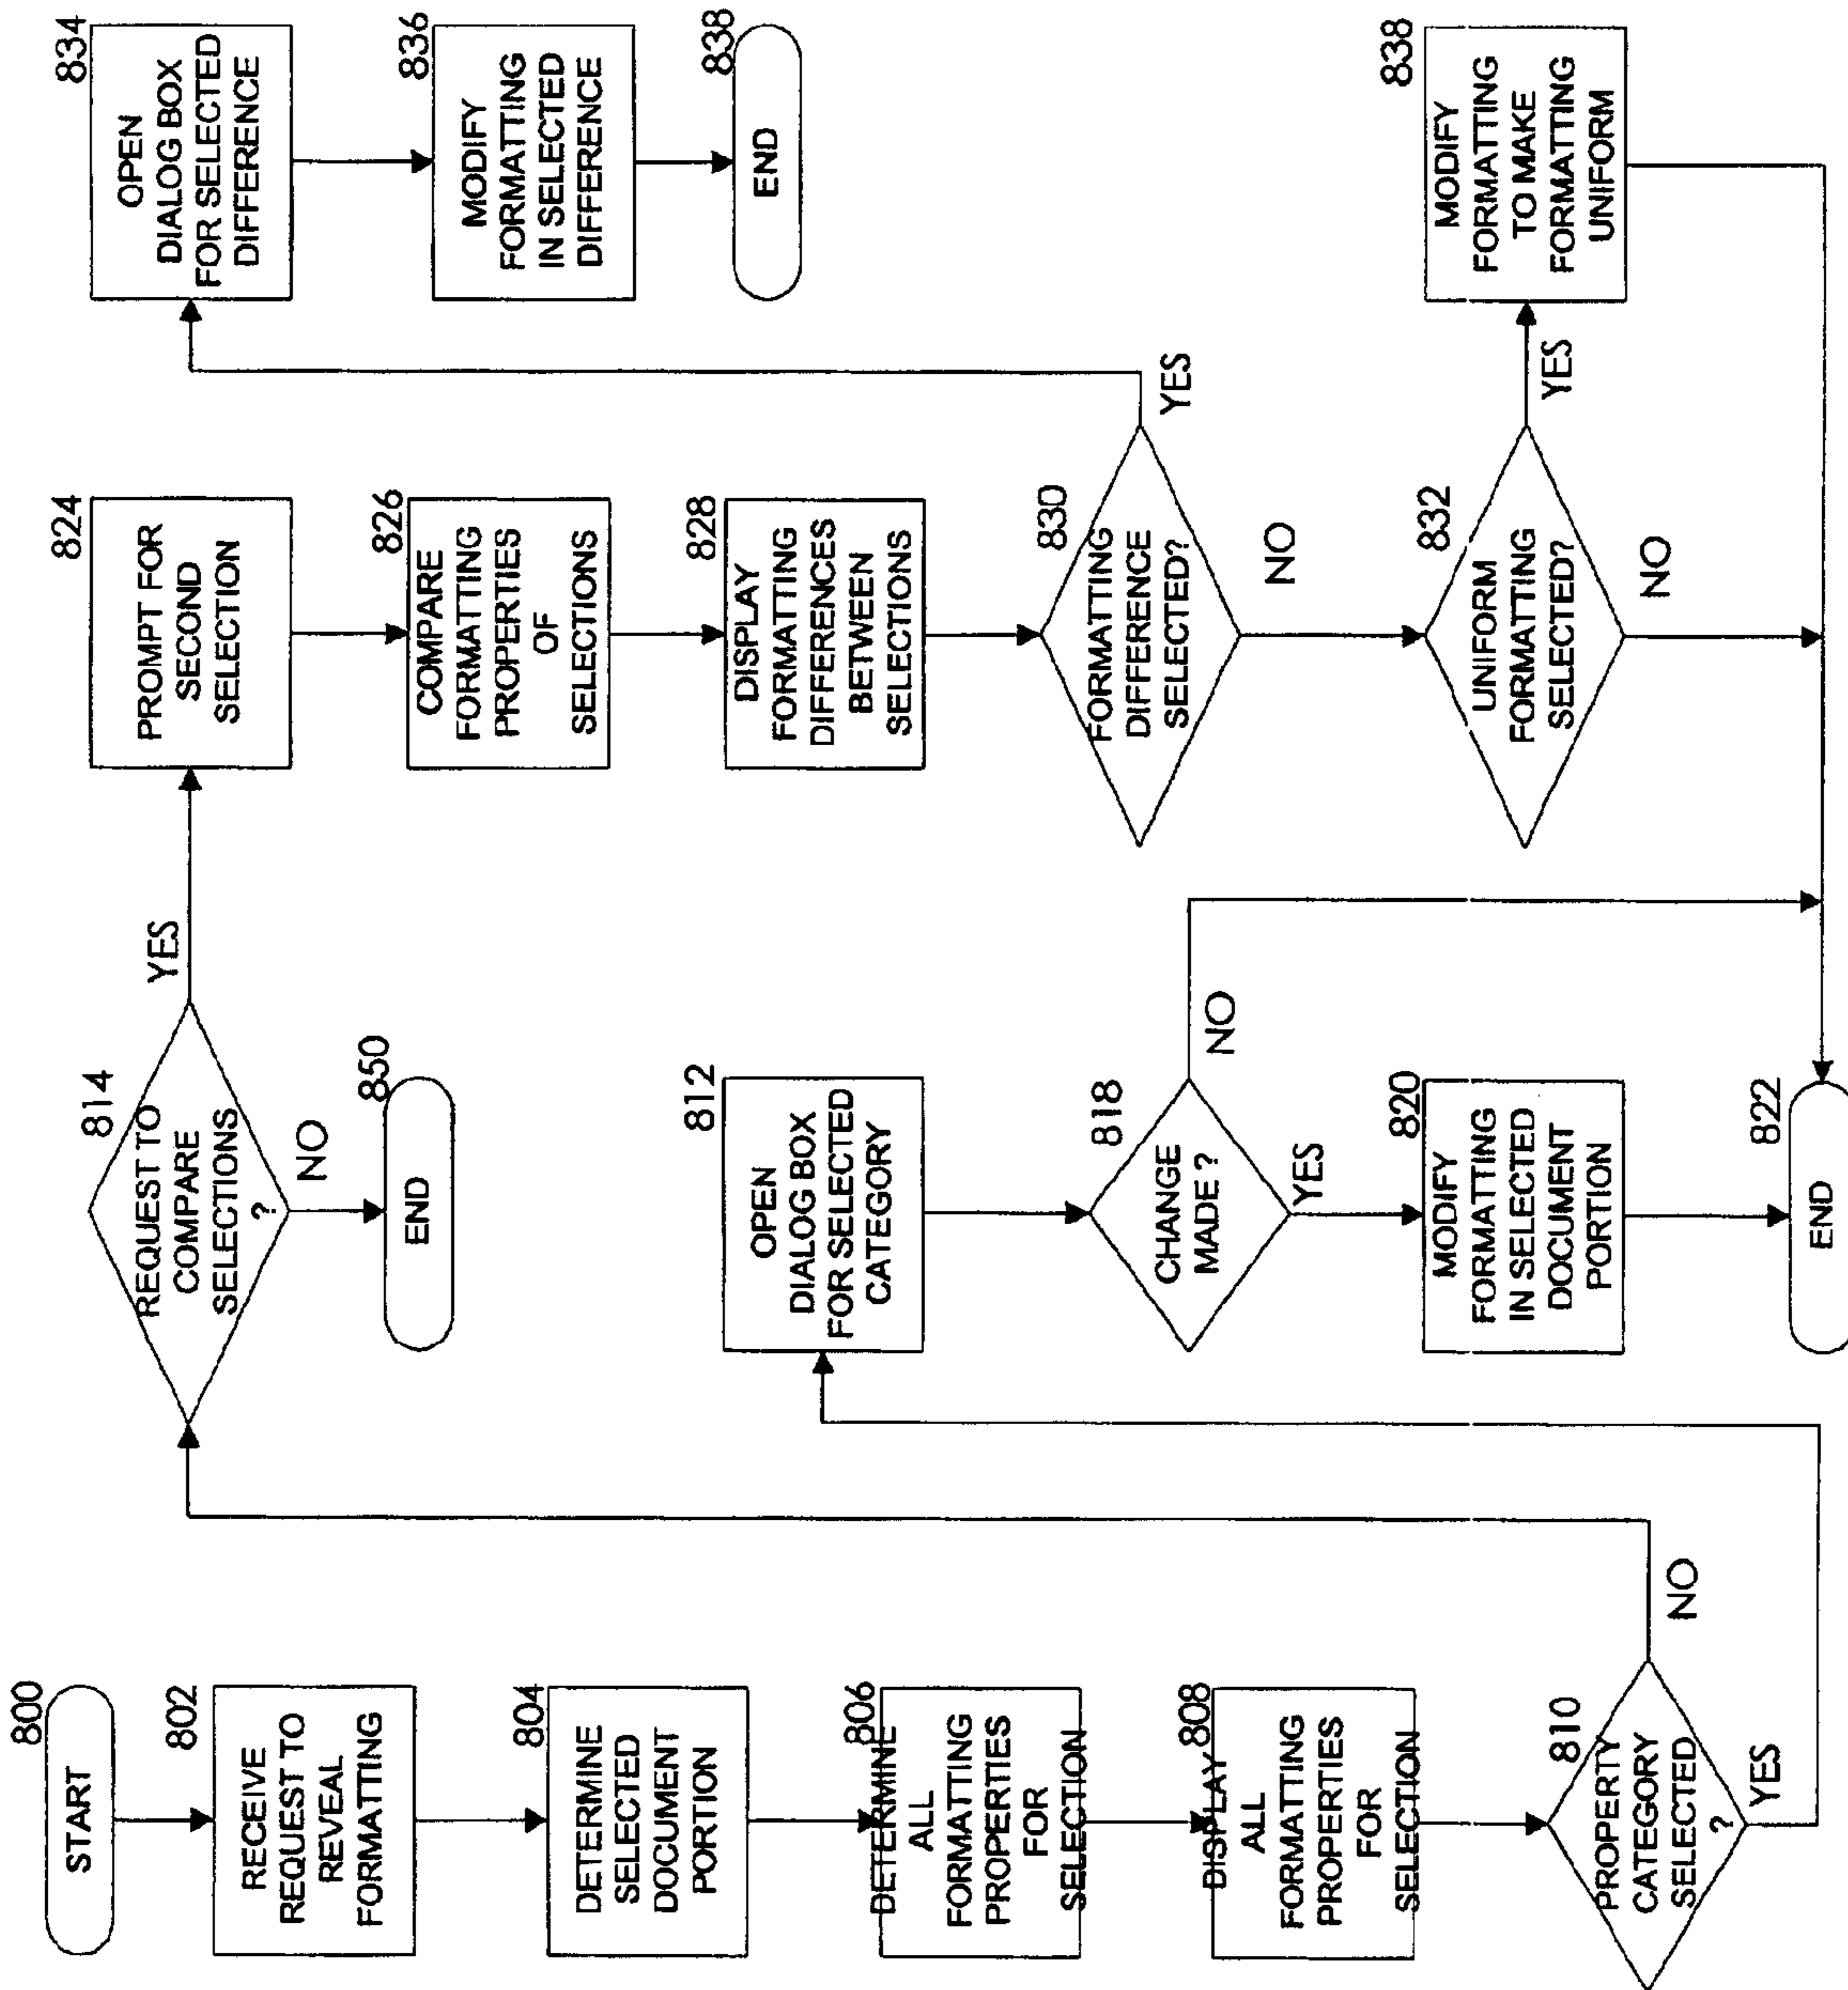 800
START
802
RECEIVE
REQUEST TO
REVEAL
FORMATTING
804
DETERMINE
SELECTED
DOCUMENT
PORTION
806
DETERMINE
ALL
FORMATTING
PROPERTIES
FOR
SELECTION
808
DISPLAY
ALL
FORMATTING
PROPERTIES
FOR
SELECTION
810
PROPERTY
CATEGORY
SELECTED
?
NO
YES
814
REQUEST TO
COMPARE
SELECTIONS
?
YES
NO
850
END
812
OPEN
DIALOG BOX
FOR SELECTED
CATEGORY
818
CHANGE
MADE ?
NO
YES
820
MODIFY
FORMATTING
IN SELECTED
DOCUMENT
PORTION
822
END
824
PROMPT FOR
SECOND
SELECTION
826
COMPARE
FORMATTING
PROPERTIES
OF
SELECTIONS
828
DISPLAY
FORMATTING
DIFFERENCES
BETWEEN
SELECTIONS
830
FORMATTING
DIFFERENCE
SELECTED?
YES
NO
832
UNIFORM
FORMATTING
SELECTED?
YES
NO
834
OPEN
DIALOG BOX
FOR SELECTED
DIFFERENCE
836
MODIFY
FORMATTING
IN SELECTED
DIFFERENCE
838
END
838
MODIFY
FORMATTING
TO MAKE
FORMATTING
UNIFORM